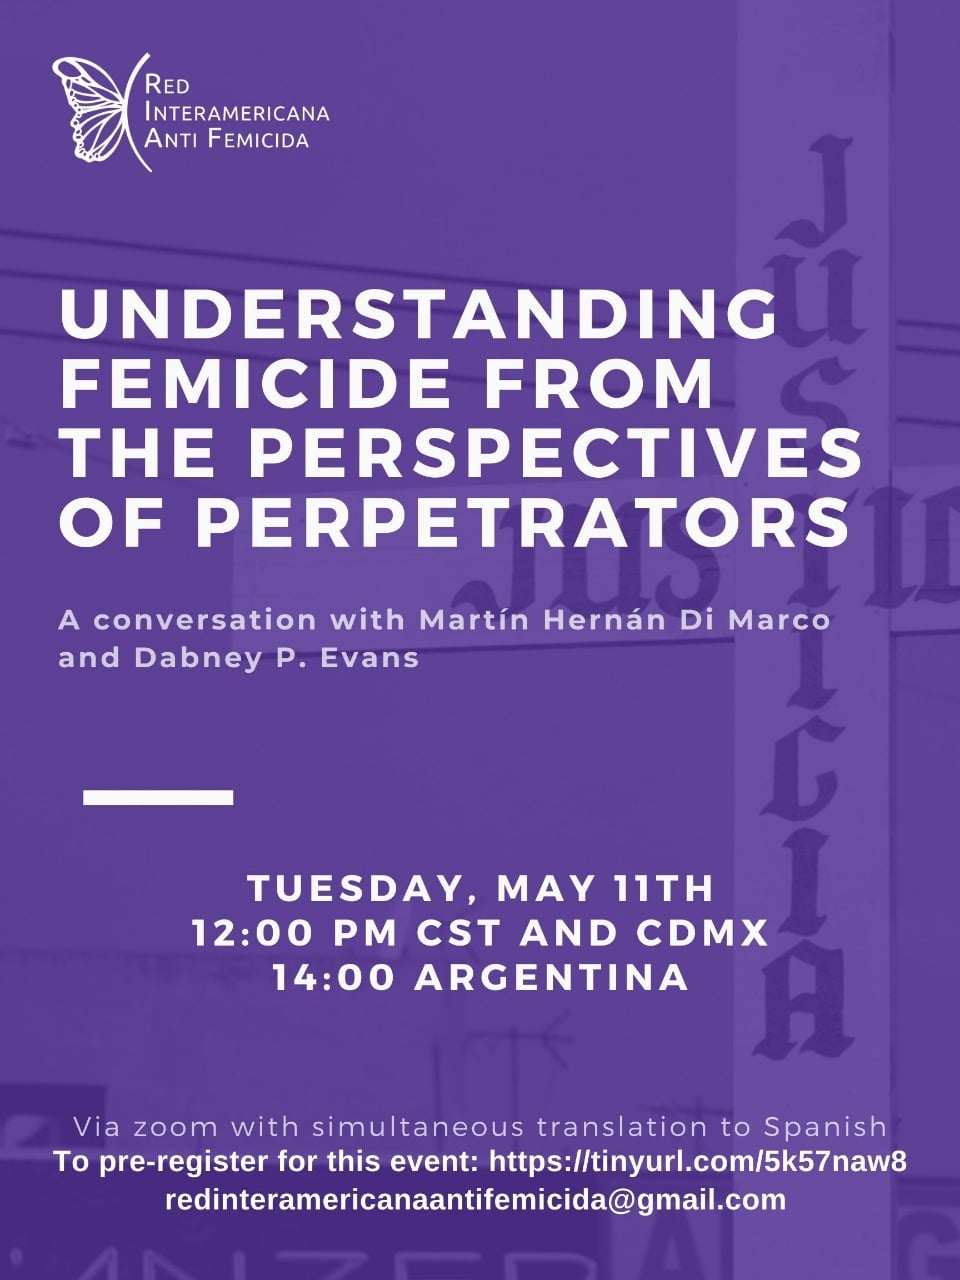 RED
INTERAMERICANA
ANTI FEMICIDA
UNDERSTANDING
FEMICIDE FROM
THE PERSPECTIVES
OF PERPETRATORS
A conversation with Martín Hernán Di Marco
and Dabney P. Evans
TUESDAY, MAY 11TH
12:00 PM CST AND CDMX
14:00 ARGENTINA
Via zoom with simultaneous translation to Spanish
To pre-register for this event: https://tinyurl.com/5k57naw8
redinteramericanaantifemicida@gmail.com
JUSTICIA